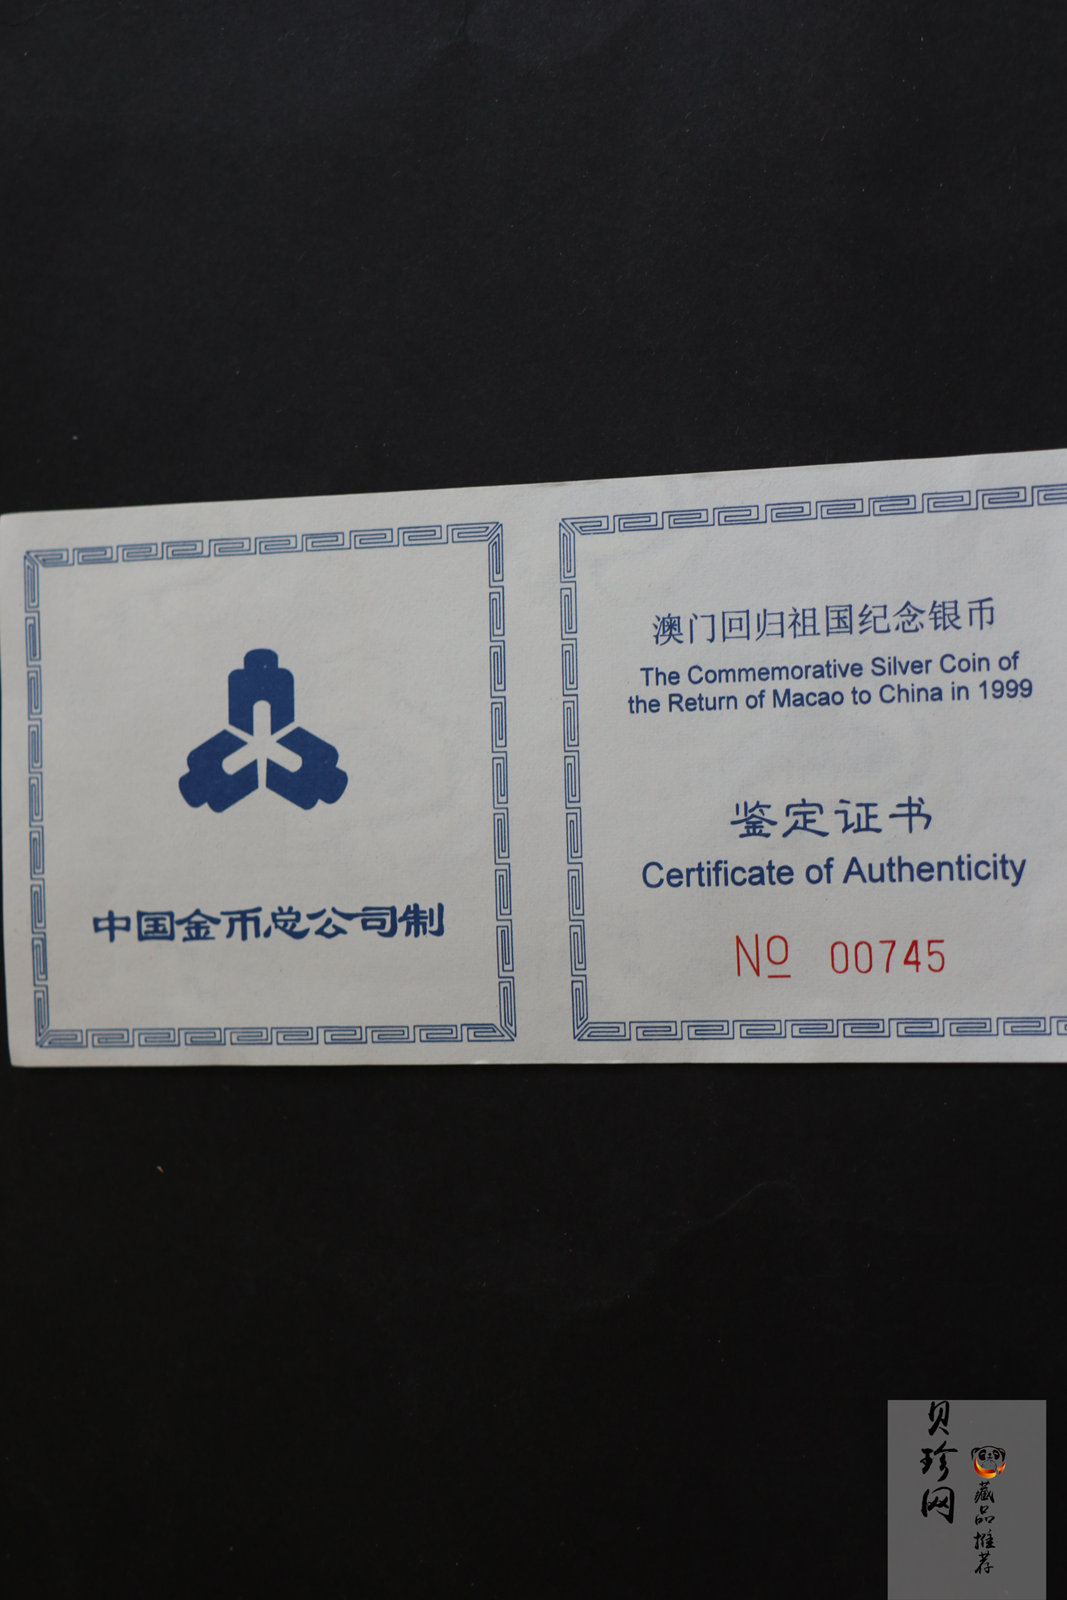 中国金币总公司制
澳门回归祖国纪念银币
The Commemorative Silver Coin of
the Return of Macao to China in 1999
鉴定证书
Certificate of Authenticity
Nº 00745
贝珍网
藏品推荐